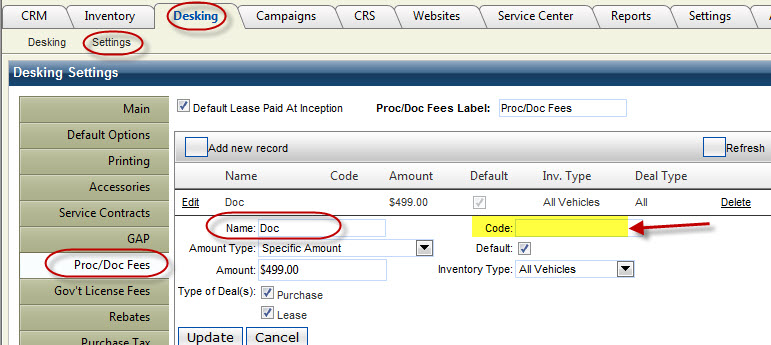 CRM Inventory Desking Campaigns CRS Websites Service Center Reports Settings
Desking Settings
Desking Settings
Main
Default Options
Printing
Accessories
Service Contracts
GAP
Proc/Doc Fees
Gov't License Fees
Rebates
Purchase Tax
Default Lease Paid At Inception Proc/Doc Fees Label: Proc/Doc Fees
Add new record Refresh
Name Code Amount Default Inv. Type Deal Type
Edit Doc $499.00 All Vehicles All Delete
Name: Doc Code:
Amount Type: Specific Amount Default:
Amount: $499.00 Inventory Type: All Vehicles
Type of Deal(s): Purchase
Lease
Update Cancel